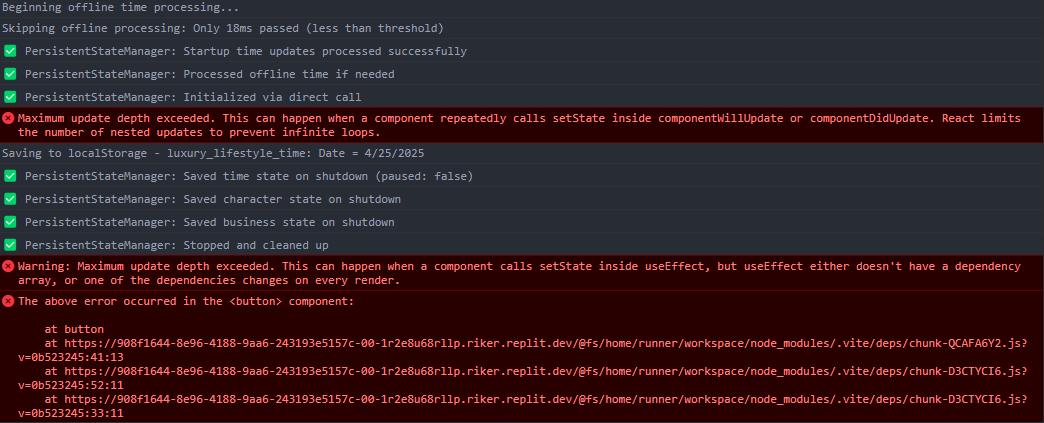 Beginning offline time processing...
Skipping offline processing: Only 18ms passed (less than threshold)
✅ PersistentStateManager: Startup time updates processed successfully
✅ PersistentStateManager: Processed offline time if needed
✅ PersistentStateManager: Initialized via direct call
Maximum update depth exceeded. This can happen when a component repeatedly calls setState inside componentWillUpdate or componentDidUpdate. React limits
the number of nested updates to prevent infinite loops.
Saving to localStorage - luxury_lifestyle_time: Date = 4/25/2025
✅ PersistentStateManager: Saved time state on shutdown (paused: false)
✅ PersistentStateManager: Saved character state on shutdown
✅ PersistentStateManager: Saved business state on shutdown
✅ PersistentStateManager: Stopped and cleaned up
Warning: Maximum update depth exceeded. This can happen when a component calls setState inside useEffect, but useEffect either doesn't have a dependency
array, or one of the dependencies changes on every render.
The above error occurred in the <button> component:
at button
at https://908f1644-8e96-4188-9aa6-243193e5157c-00-1r2e8u68rllp.riker.replit.dev/@fs/home/runner/workspace/node_modules/.vite/deps/chunk-QCAFA6Y2.js?
v=0b523245:41:13
at https://908f1644-8e96-4188-9aa6-243193e5157c-00-1r2e8u68rllp.riker.replit.dev/@fs/home/runner/workspace/node_modules/.vite/deps/chunk-D3CTYCI6.js?
v=0b523245:52:11
at https://908f1644-8e96-4188-9aa6-243193e5157c-00-1r2e8u68rllp.riker.replit.dev/@fs/home/runner/workspace/node_modules/.vite/deps/chunk-D3CTYCI6.js?
v=0b523245:33:11